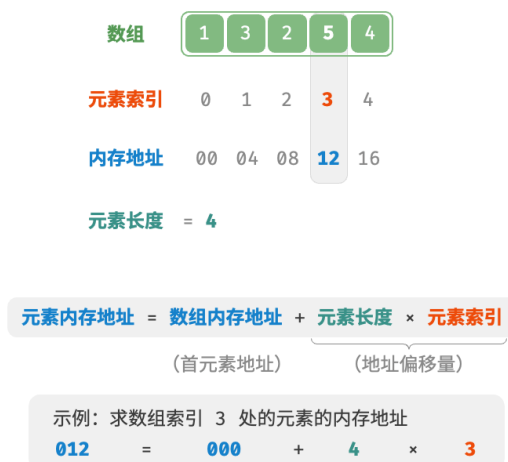 数组 1 3 2 5 4
元素索引 0 1 2 3 4
内存地址 00 04 08 12 16
元素长度 = 4
元素内存地址 = 数组内存地址 + 元素长度 × 元素索引
(首元素地址) (地址偏移量)
示例: 求数组索引 3 处的元素的内存地址
012 = 000 + 4 × 3